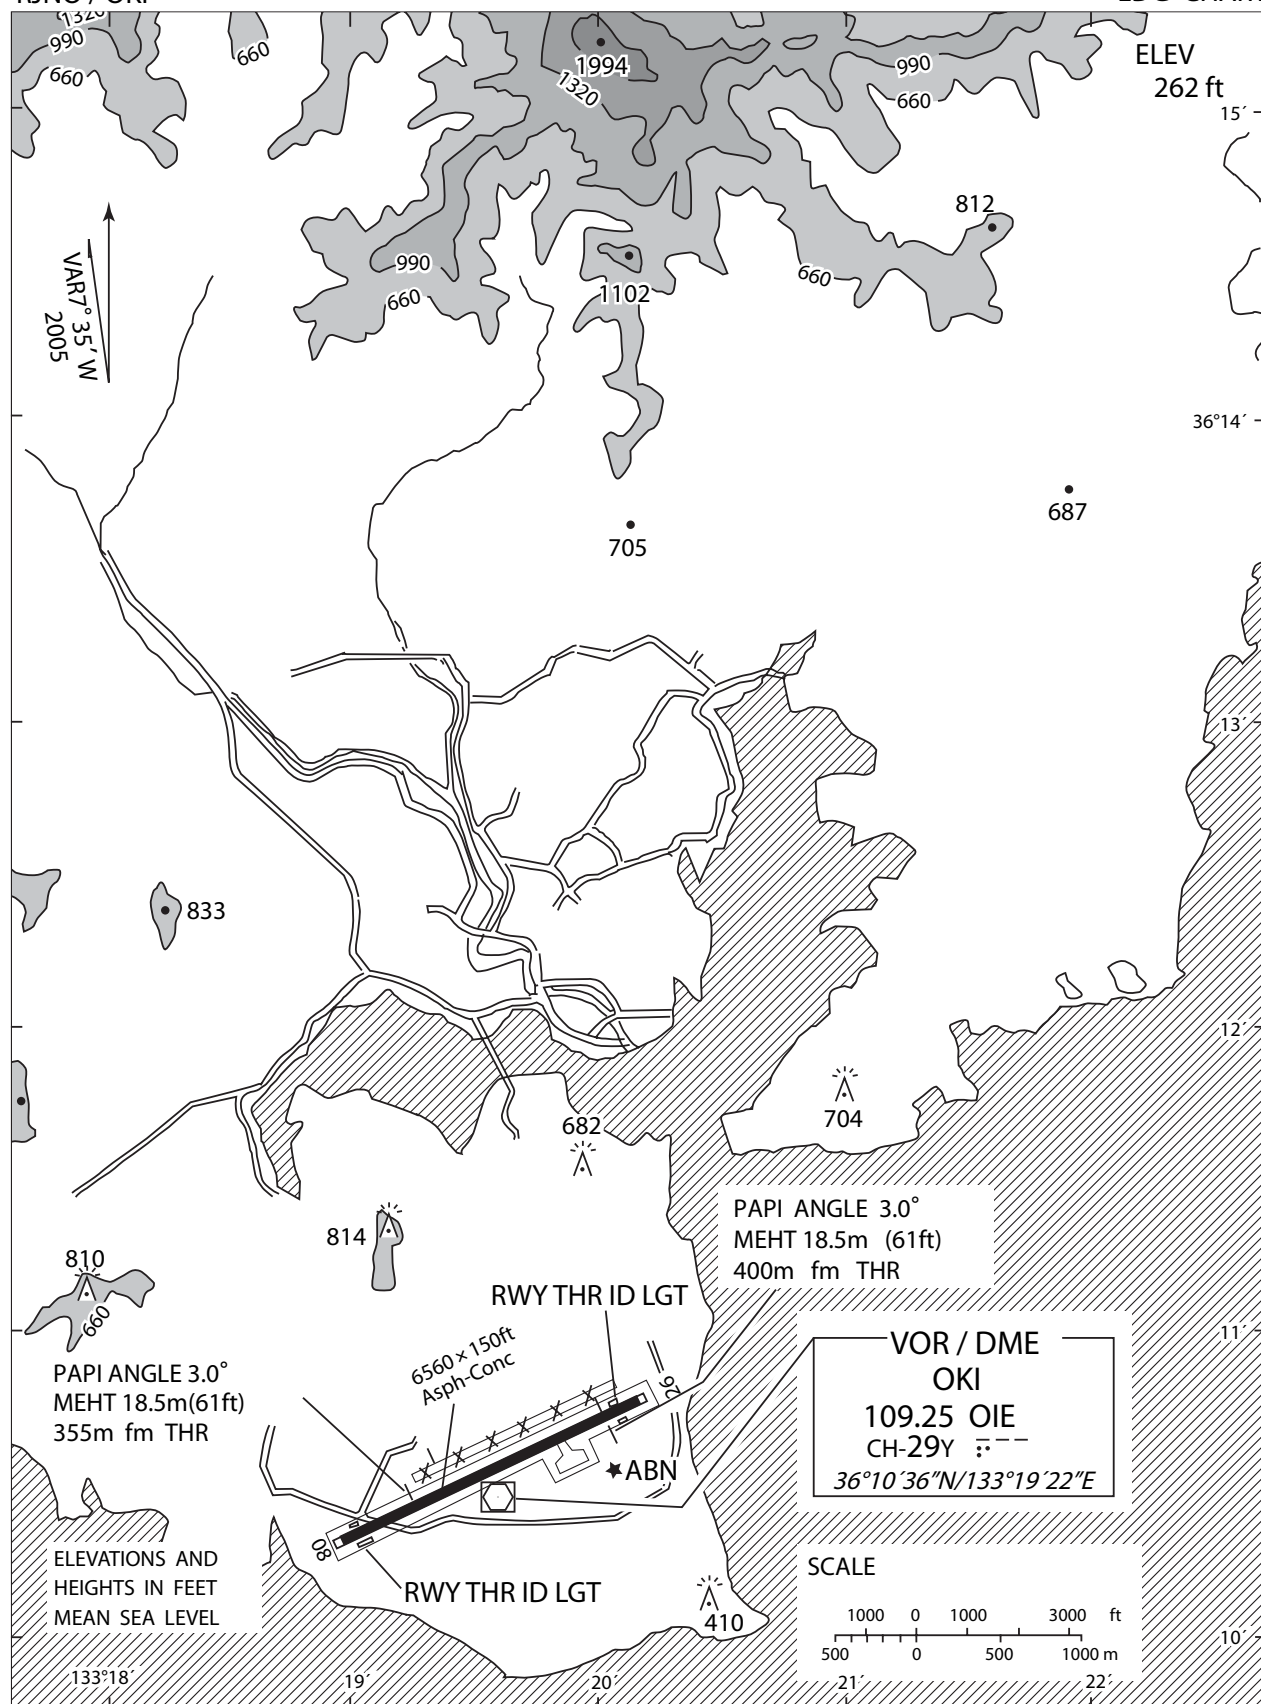 RJNO / OKI
LDG CHART
1320
990
660
660
1994
1320
990
660
ELEV
262 ft
15´
812
VAR7° 35´ W
2005
990
660
1102
660
36°14´
687
705
13´
833
12´
704
682
814
810
660
PAPI ANGLE 3.0°
MEHT 18.5m (61ft)
400m fm THR
RWY THR ID LGT
6560 × 150ft
Asph-Conc
11´
PAPI ANGLE 3.0°
MEHT 18.5m(61ft)
355m fm THR
26
VOR / DME
OKI
109.25 OIE
CH-29Y
36°10´36″N/133°19´22″E
ABN
08
ELEVATIONS AND
HEIGHTS IN FEET
MEAN SEA LEVEL
RWY THR ID LGT
410
SCALE
1000 0 1000 3000 ft
500 0 500 1000 m
10´
133°18´ 19´ 20´ 21´ 22´